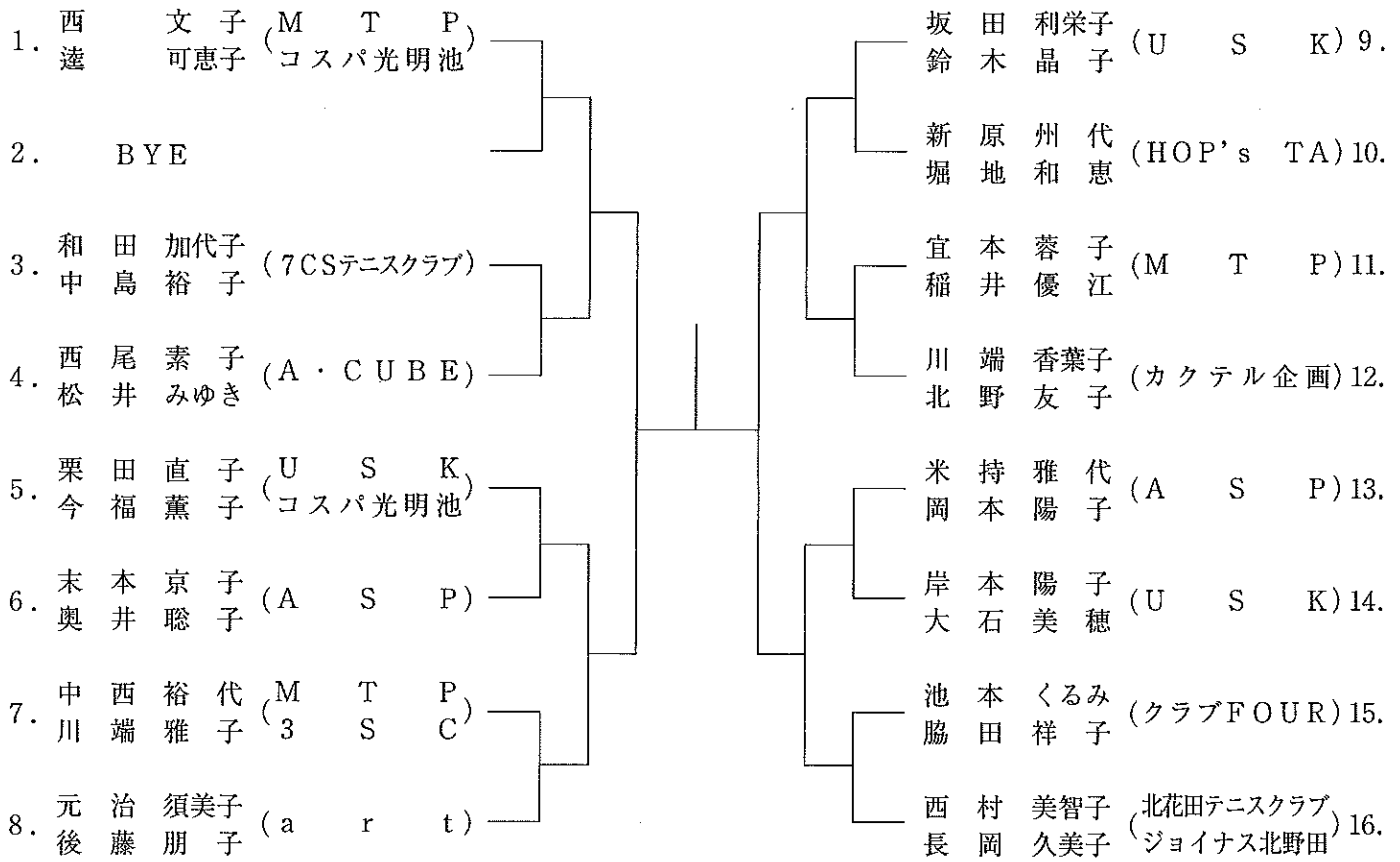 1. 西 文子 (M T P
逵 可恵子 コスパ光明池)
2. BYE
3. 和田 加代子 (7CSテニスクラブ)
中島裕子
4. 西尾素子 (A・CUBE)
松井みゆき
5. 栗田直子 (U S K
今福薫子 コスパ光明池)
6. 末本京子 (A S P)
奥井聡子
7. 中西裕代 (M T P
川端雅子 3 S C)
8. 元治須美子 (a r t)
後藤朋子
坂田利栄子 (U S K) 9.
鈴木晶子
新原州代 (HOP's TA) 10.
堀地和恵
宜本蓉子 (M T P) 11.
稲井優江
川端香葉子 (カクテル企画) 12.
北野友子
米持雅代 (A S P) 13.
岡本陽子
岸本陽子 (U S K) 14.
大石美穂
池本くるみ (クラブFOUR) 15.
脇田祥子
西村美智子 (北花田テニスクラブ
長岡久美子 ジョイナス北野田) 16.